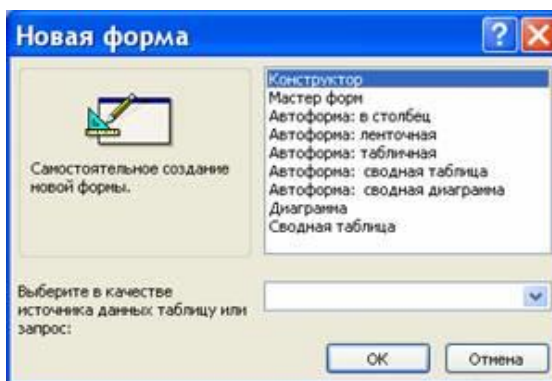 Новая форма
Самостоятельное создание
новой формы.
Конструктор
Мастер форм
Автоформа: в столбец
Автоформа: ленточная
Автоформа: табличная
Автоформа: сводная таблица
Автоформа: сводная диаграмма
Диаграмма
Сводная таблица
Выберите в качестве
источника данных таблицу или
запрос:
ОК
Отмена